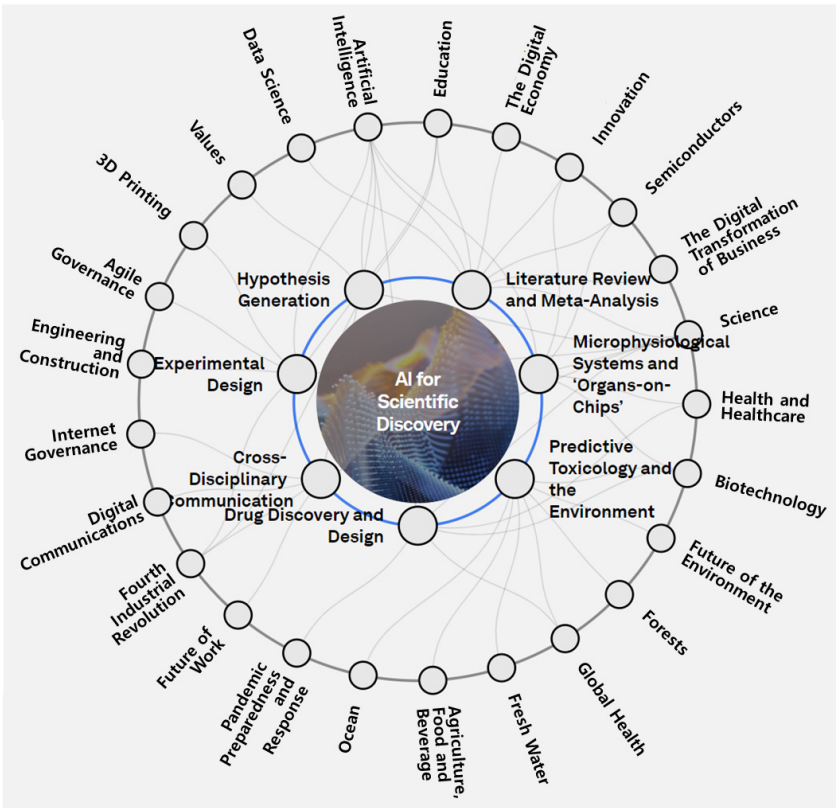 AI for
Scientific
Discovery
Hypothesis
Generation
Literature Review
and Meta-Analysis
Microphysiological
Systems and
‘Organs-on-
Chips’
Predictive
Toxicology and
the
Environment
Drug Discovery and
Design
Cross-
Disciplinary
Communication
Experimental
Design
Artificial
Intelligence
Education
The Digital
Economy
Innovation
Semiconductors
The Digital
Transformation
of Business
Science
Health and
Healthcare
Biotechnology
Future of the
Environment
Forests
Global Health
Fresh Water
Agriculture,
Food and
Beverage
Ocean
Pandemic
Preparedness
and
Response
Future of
Work
Fourth
Industrial
Revolution
Digital
Communications
Internet
Governance
Engineering
and
Construction
Agile
Governance
3D Printing
Values
Data Science